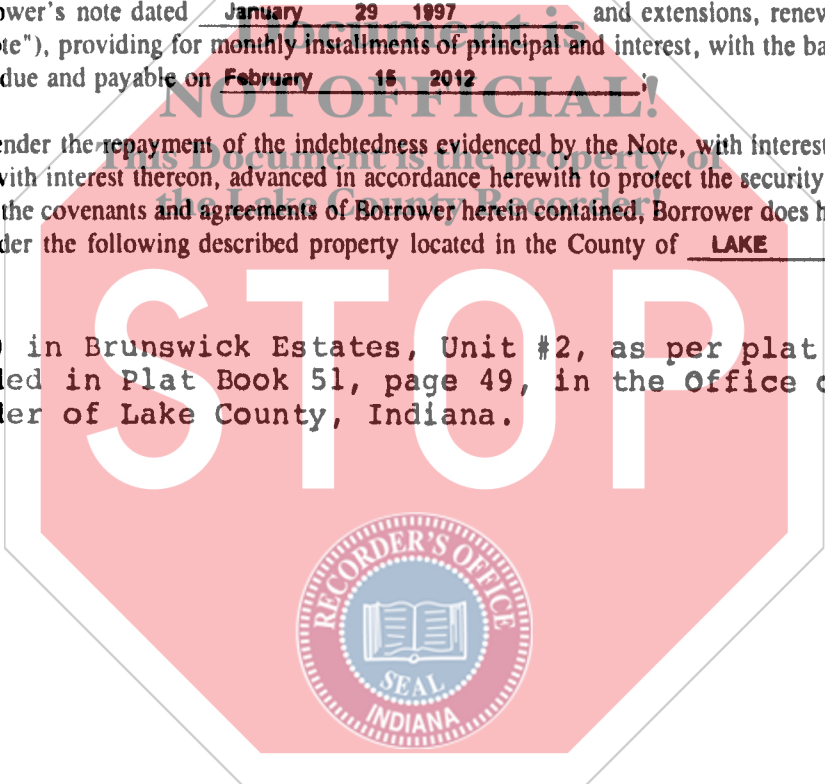 ower's note dated January 29 1997 and extensions, renew
te"), providing for monthly installments of principal and interest, with the ba
due and payable on February 15 2012 ;
Document is
NOT OFFICIAL!
This Document is the property of
the Lake County Recorder!
ender the repayment of the indebtedness evidenced by the Note, with interest
with interest thereon, advanced in accordance herewith to protect the security
the covenants and agreements of Borrower herein contained, Borrower does h
der the following described property located in the County of LAKE
in Brunswick Estates, Unit #2, as per plat
ed in Plat Book 51, page 49, in the Office o
er of Lake County, Indiana.
STOP
RECORDER'S OFFICE
SEAL
INDIANA